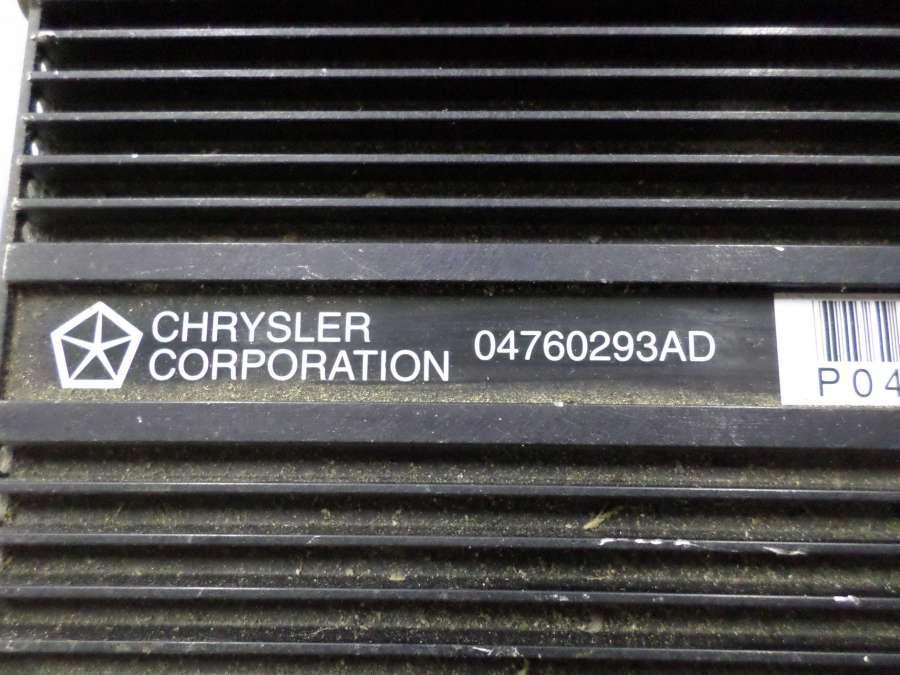 CHRYSLER
CORPORATION
04760293AD
P04